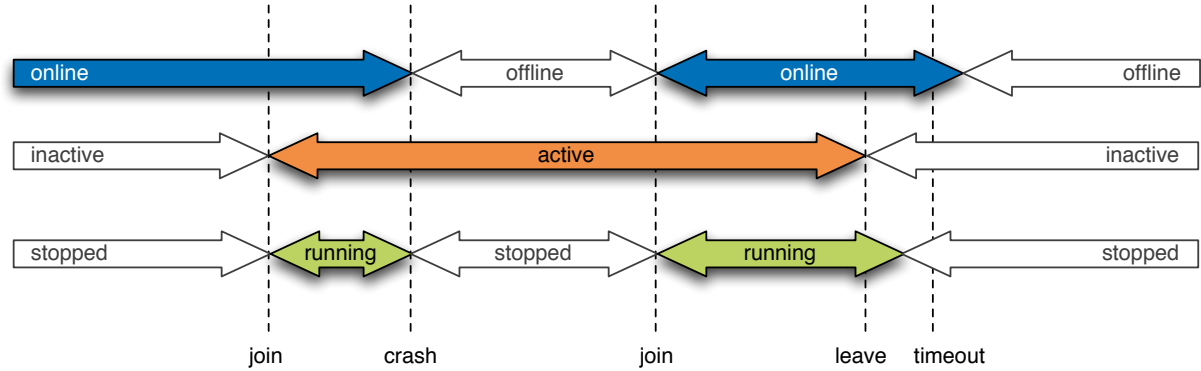 online offline online offline
inactive active inactive
stopped running stopped running stopped
join crash join leave timeout